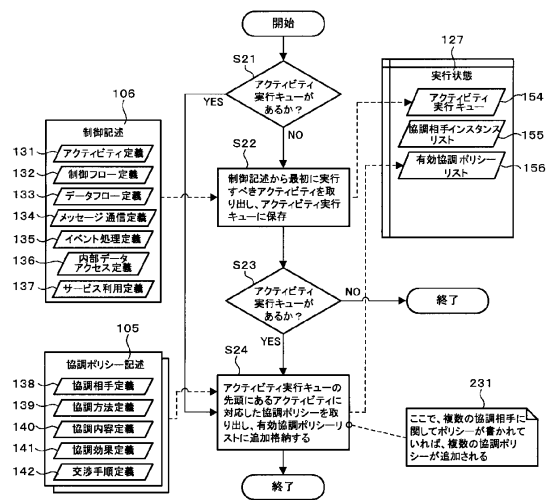 開始
S21
アクティビティ
実行キューが
あるか？
YES
NO
127
実行状態
アクティビティ
実行キュー
154
協調相手インスタンス
リスト
155
有効協調ポリシー
リスト
156
106
制御記述
131
アクティビティ定義
132
制御フロー定義
133
データフロー定義
134
メッセージ通信定義
135
イベント処理定義
136
内部データ
アクセス定義
137
サービス利用定義
S22
制御記述から最初に実行
すべきアクティビティを取
り出し、アクティビティ実行
キューに保存
S23
アクティビティ
実行キューが
あるか？
NO
終了
YES
105
協調ポリシー記述
138
協調相手定義
139
協調方法定義
140
協調内容定義
141
協調効果定義
142
交渉手順定義
S24
アクティビティ実行キューの
先頭にあるアクティビティに
対応した協調ポリシーを取
り出し、有効協調ポリシーリ
ストに追加格納する
終了
231
ここで、複数の協調相手に
関してポリシーが書かれて
いれば、複数の協調ポリ
シーが追加される